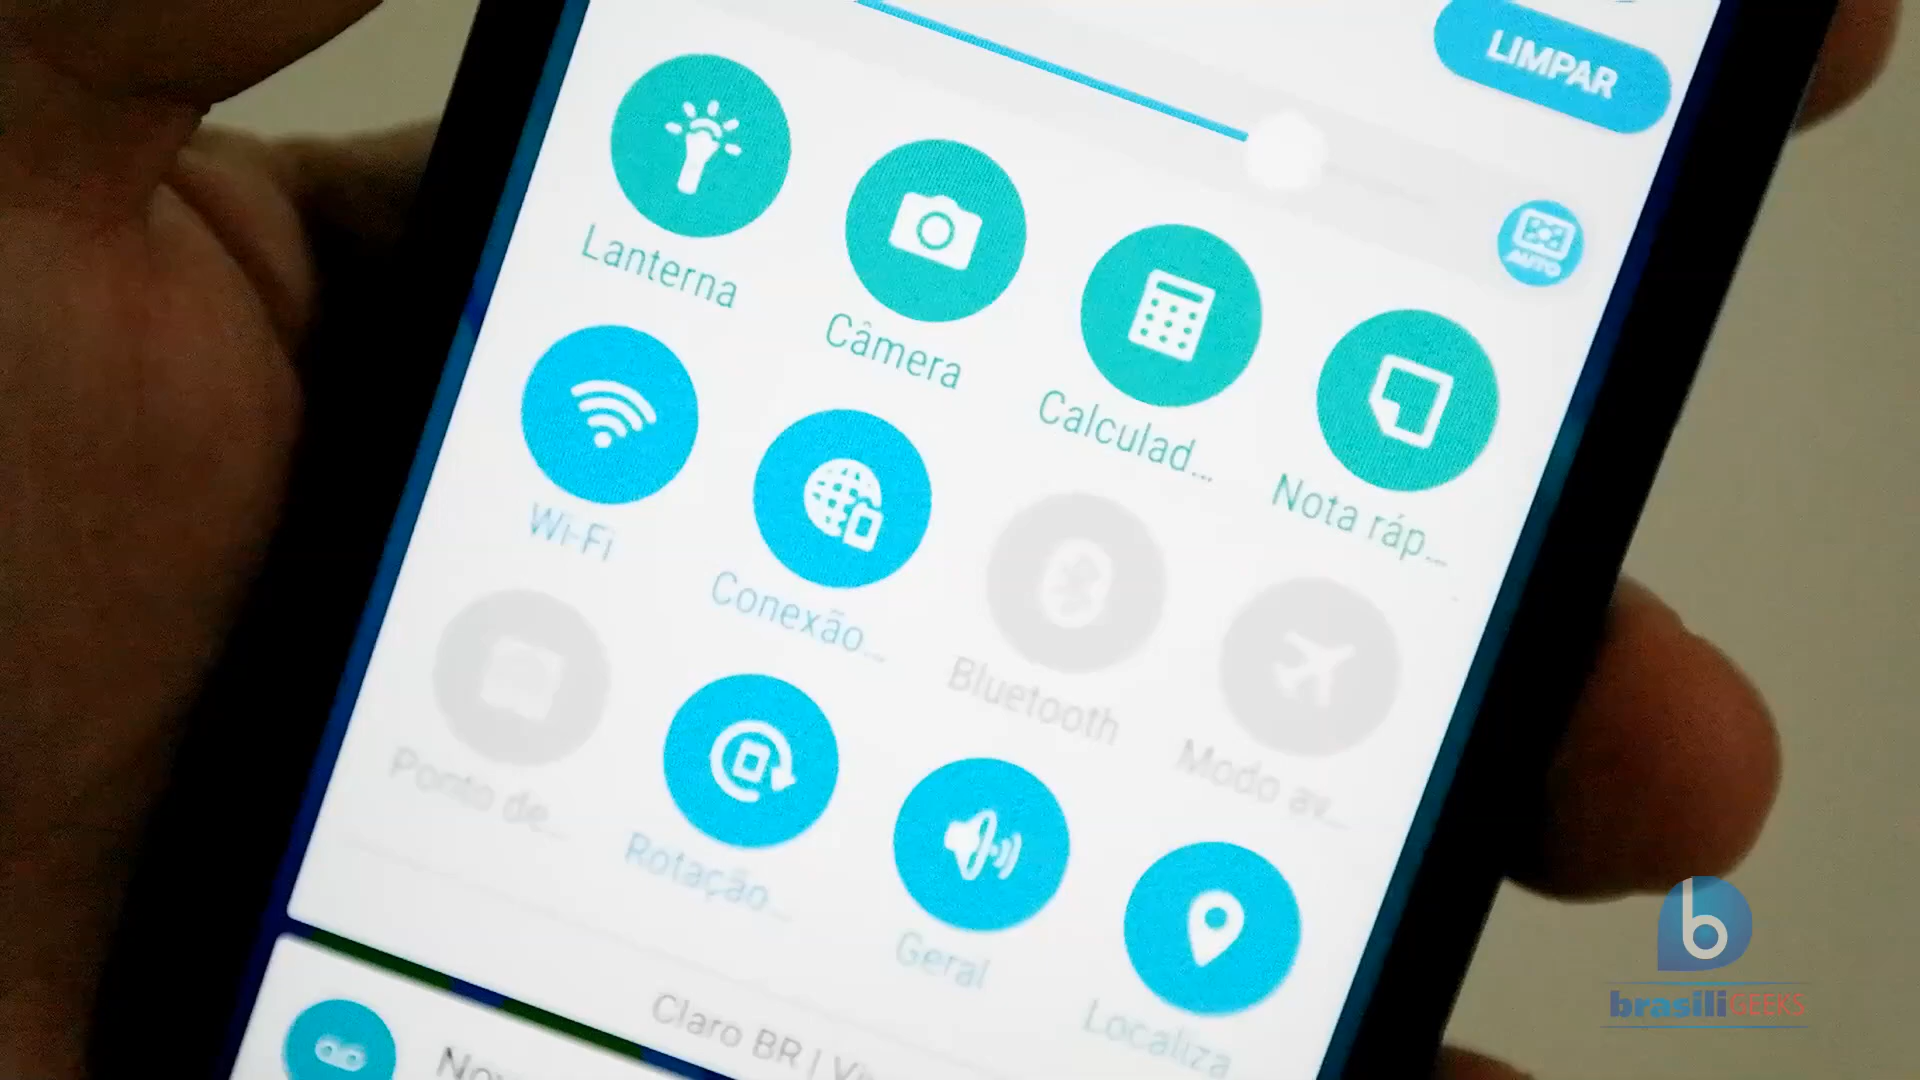 LIMPAR
AUTO
Lanterna
Câmera
Calculad...
Nota ráp...
Wi-Fi
Conexão...
Bluetooth
Modo av...
Ponto de...
Rotação...
Geral
Localiza
Claro BR |
b
brasiliGEEKS